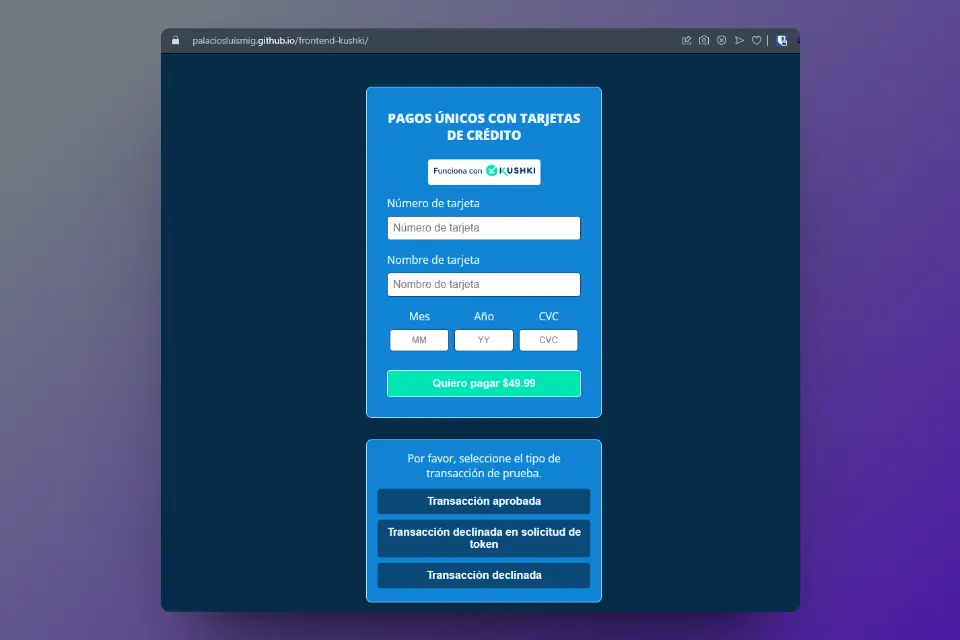 palaciosluismig.github.io/frontend-kushki/
PAGOS ÚNICOS CON TARJETAS
DE CRÉDITO
Funciona con KUSHKI
Número de tarjeta
Número de tarjeta
Nombre de tarjeta
Nombre de tarjeta
Mes Año CVC
MM YY CVC
Quiero pagar $49.99
Por favor, seleccione el tipo de
transacción de prueba.
Transacción aprobada
Transacción declinada en solicitud de
token
Transacción declinada